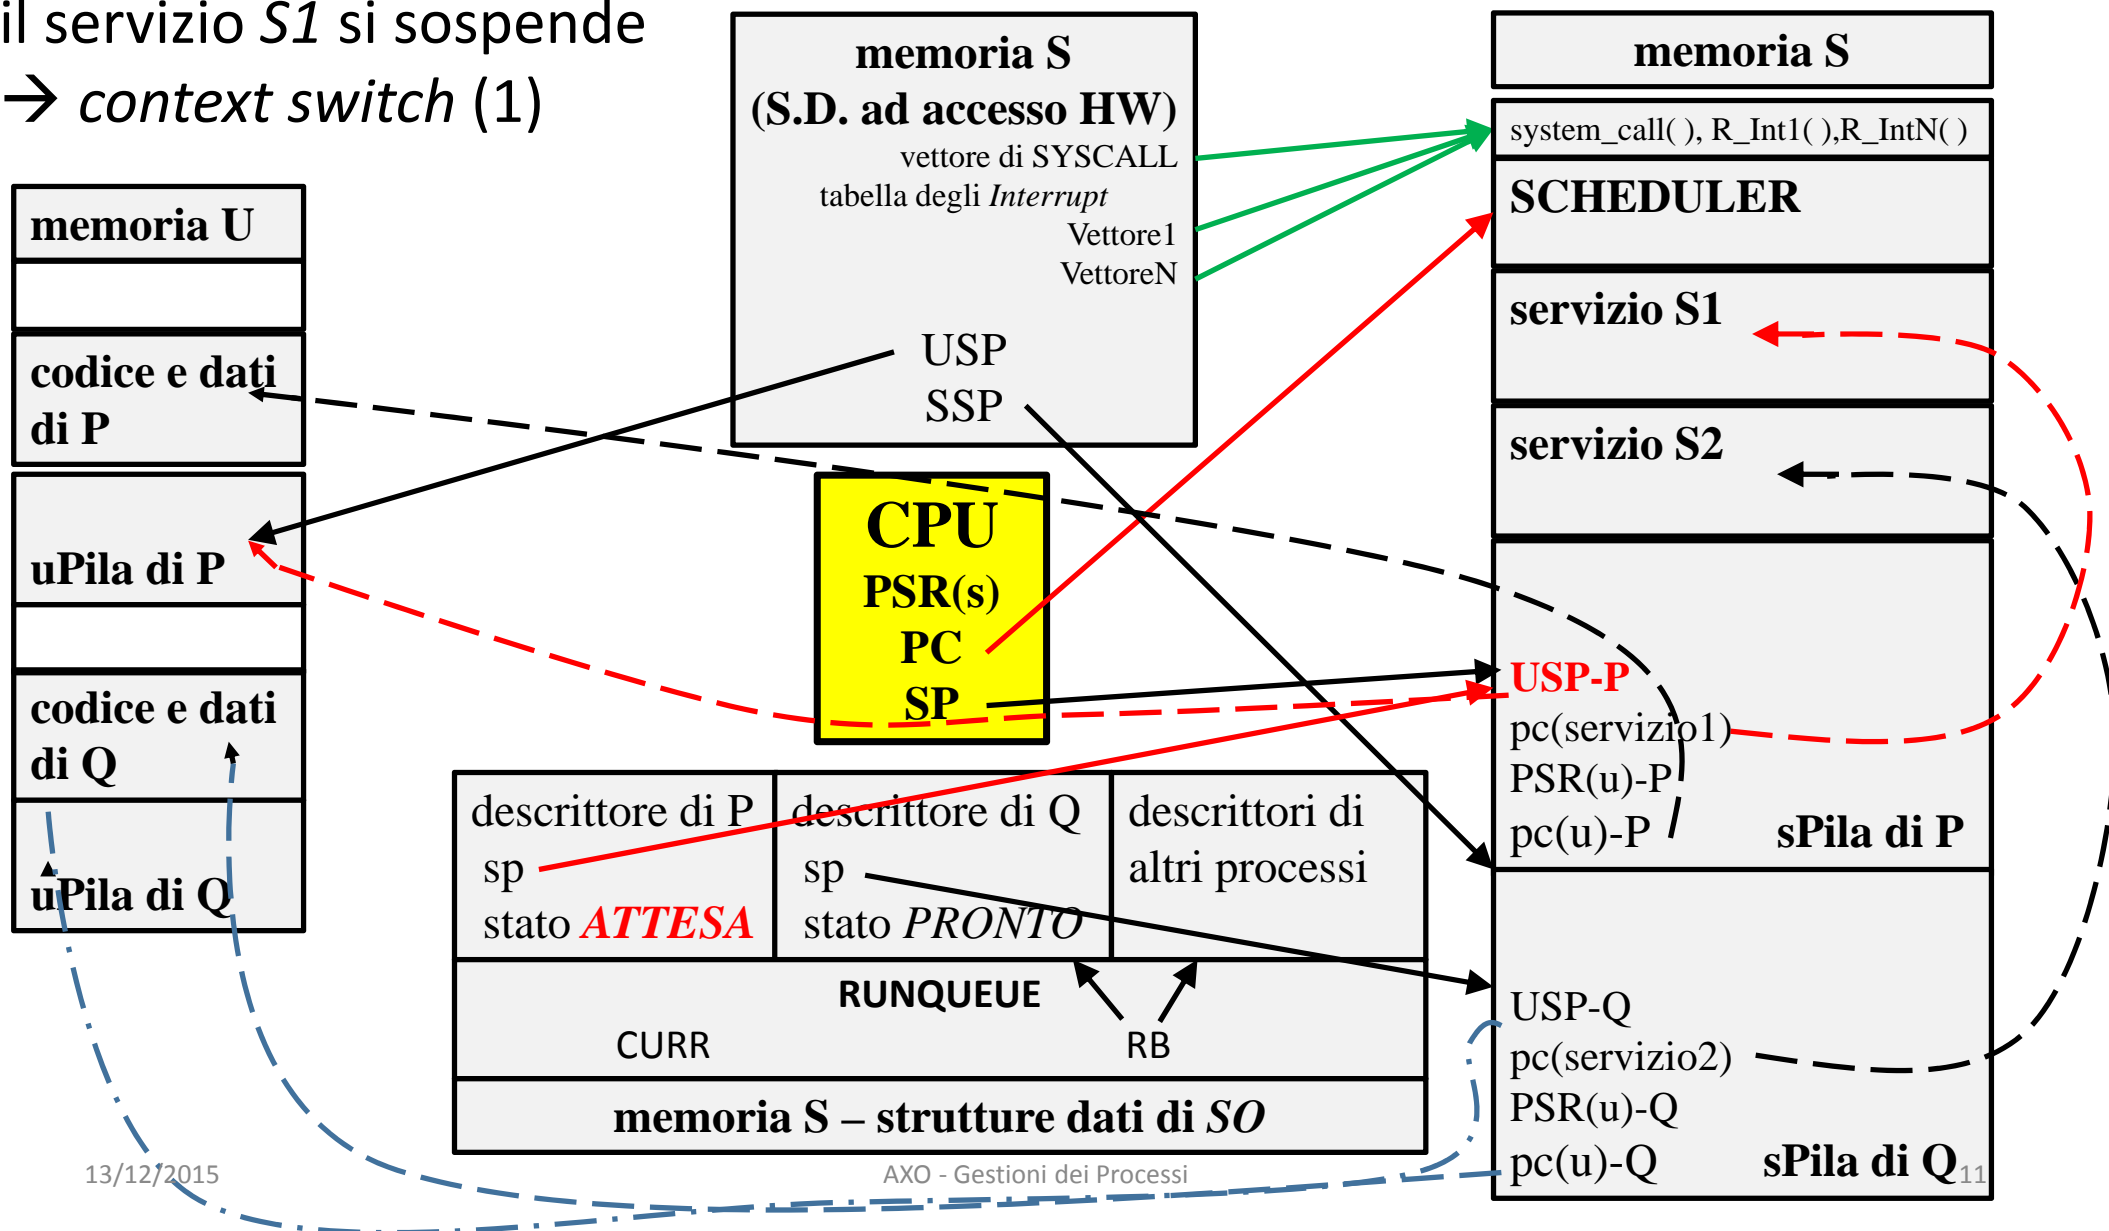 il servizio S1 si sospende
→ context switch (1)
memoria U
codice e dati
di P
uPila di P
codice e dati
di Q
uPila di Q
memoria S
(S.D. ad accesso HW)
vettore di SYSCALL
tabella degli Interrupt
Vettore1
VettoreN
USP
SSP
CPU
PSR(s)
PC
SP
descrittore di P
sp
stato ATTESA
descrittore di Q
sp
stato PRONTO
descrittori di
altri processi
RUNQUEUE
CURR
RB
memoria S – strutture dati di SO
memoria S
system_call( ), R_Int1( ),R_IntN( )
SCHEDULER
servizio S1
servizio S2
USP-P
pc(servizio1)
PSR(u)-P
pc(u)-P
sPila di P
USP-Q
pc(servizio2)
PSR(u)-Q
pc(u)-Q
sPila di Q
13/12/2015
AXO - Gestioni dei Processi
11